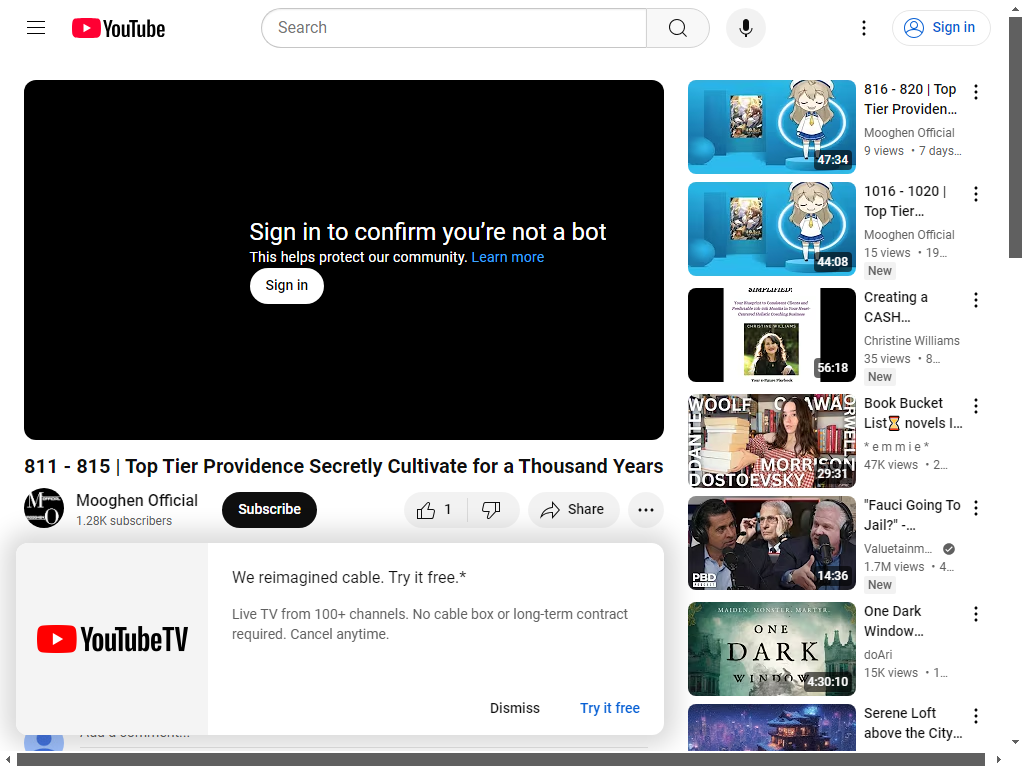 YouTube
Search
Sign in
Sign in to confirm you’re not a bot
This helps protect our community. Learn more
Sign in
811 - 815 | Top Tier Providence Secretly Cultivate for a Thousand Years
Mooghen Official
1.28K subscribers
Subscribe
1
Share
We reimagined cable. Try it free.*
Live TV from 100+ channels. No cable box or long-term contract
required. Cancel anytime.
YouTubeTV
Dismiss
Try it free
Add a comment...
47:34
816 - 820 | Top
Tier Providen…
Mooghen Official
9 views • 7 days…
44:08
1016 - 1020 |
Top Tier…
Mooghen Official
15 views • 19…
New
SIMPLIFIED:
Your Blueprint to Consistent Clients and
CHRISTINE WILLIAMS
56:18
Creating a
CASH…
Christine Williams
35 views • 8…
New
WOOLF
DANTE
ORWELL
MORRISON
DOSTOEVSKY
29:31
Book Bucket
List⌛ novels I…
* e m m i e *
47K views • 2…
PBD
PODCAST
14:36
"Fauci Going To
Jail?" -…
Valuetainm…
1.7M views • 4…
New
MAIDEN. MONSTER. MARTYR.
ONE
DARK
WINDOW
4:30:10
One Dark
Window…
doAri
15K views • 1…
Serene Loft
above the City…